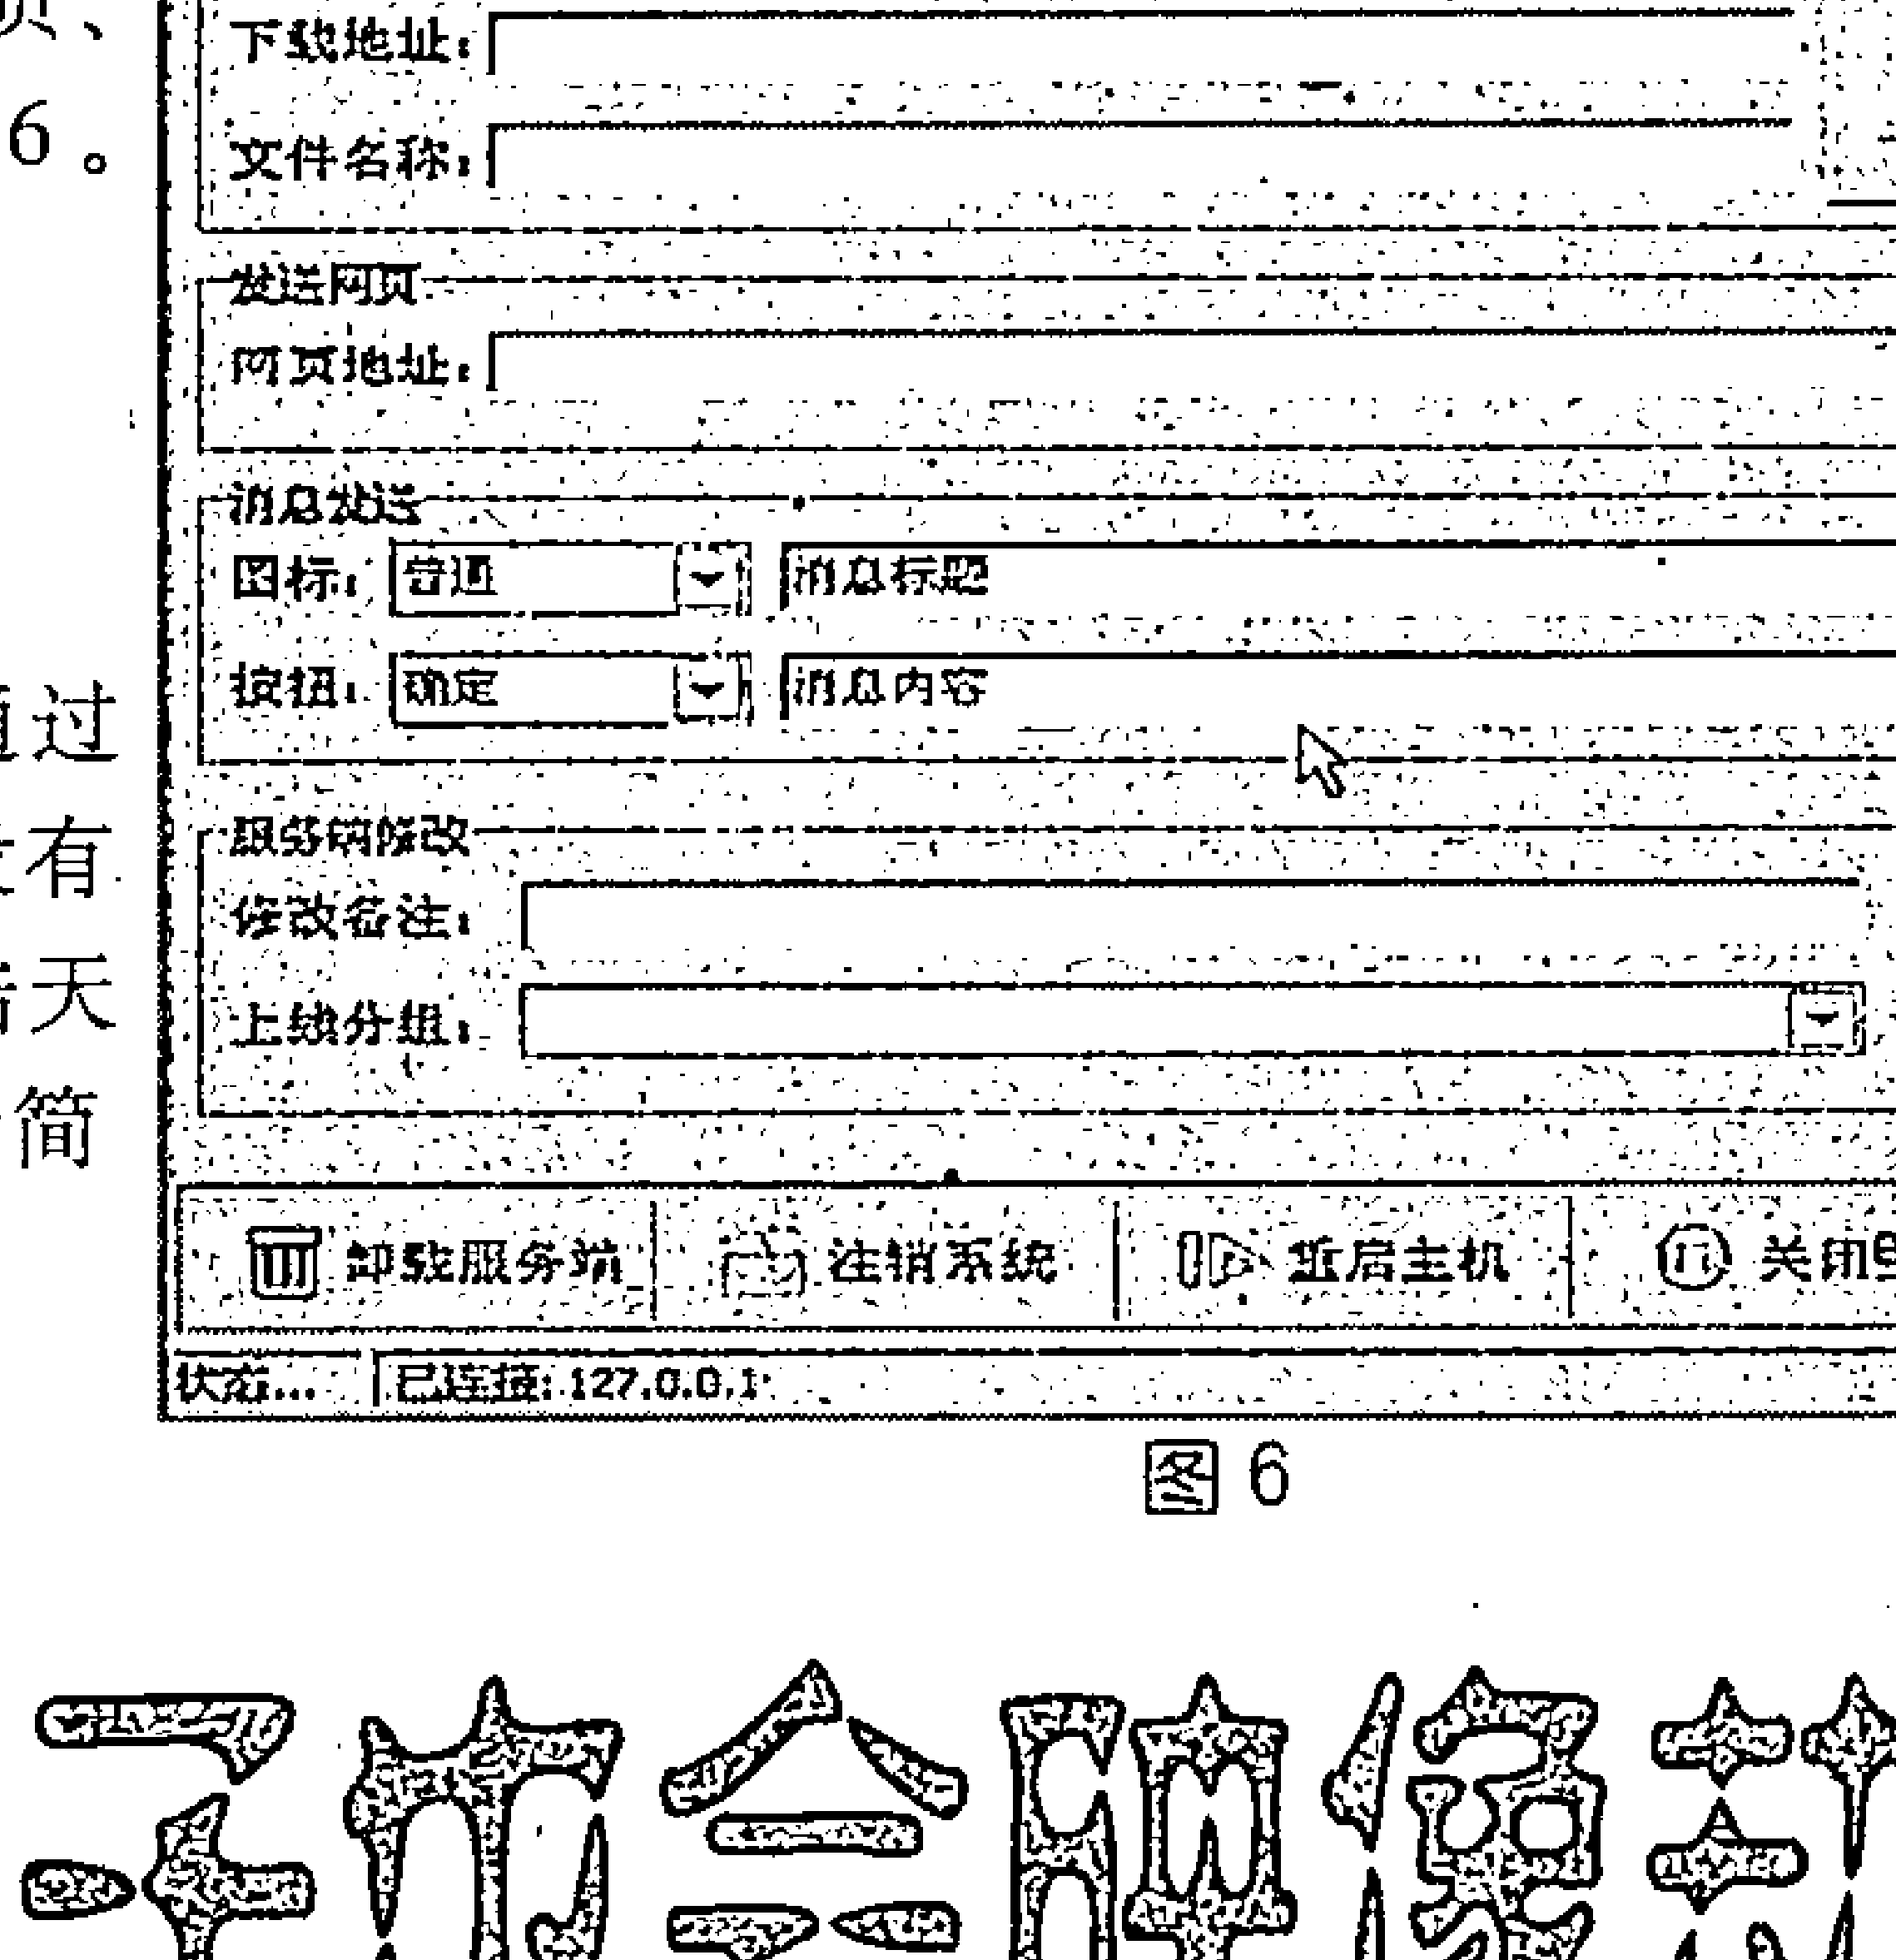 6。
下载地址:
文件名称:
发送网页
网页地址:
消息发送
图标: 普通 消息标题
按钮: 确定 消息内容
服务端修改
修改备注:
上线分组:
过
有
天
简
卸载服务端 注销系统 重启主机 关闭
状态... 已连接: 127.0.0.1
图 6